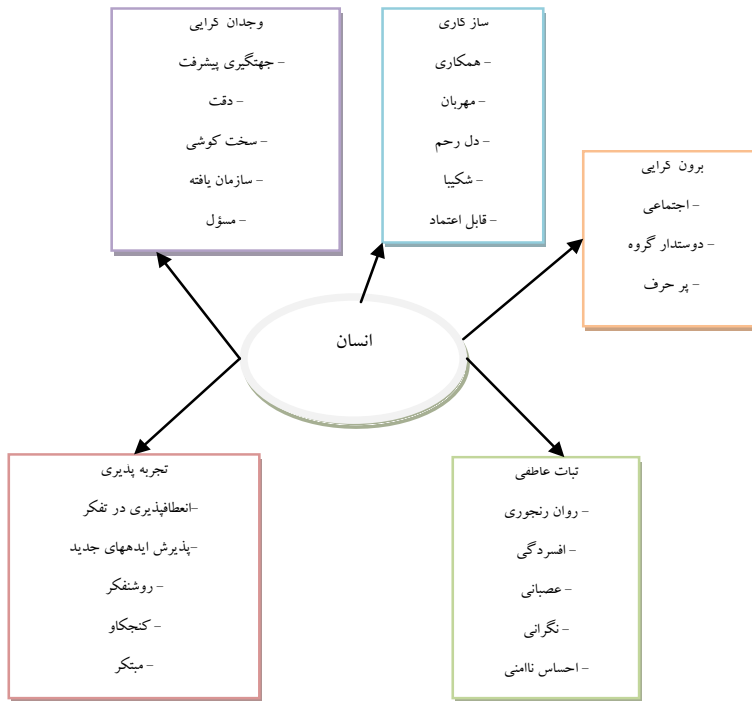 وجدان گرایی
- جهتگیری پیشرفت
- دقت
- سخت کوشی
- سازمان یافته
- مسؤل
ساز گاری
- همکاری
- مهربان
- دل رحم
- شکیبا
- قابل اعتماد
برون گرایی
- اجتماعی
- دوستدار گروه
- پر حرف
انسان
تجربه پذیری
-انعطافپذیری در تفکر
-پذیرش ایدههای جدید
- روشنفکر
- کنجکاو
- مبتکر
تبات عاطفی
- روان رنجوری
- افسردگی
- عصبانی
- نگرانی
- احساس ناامنی